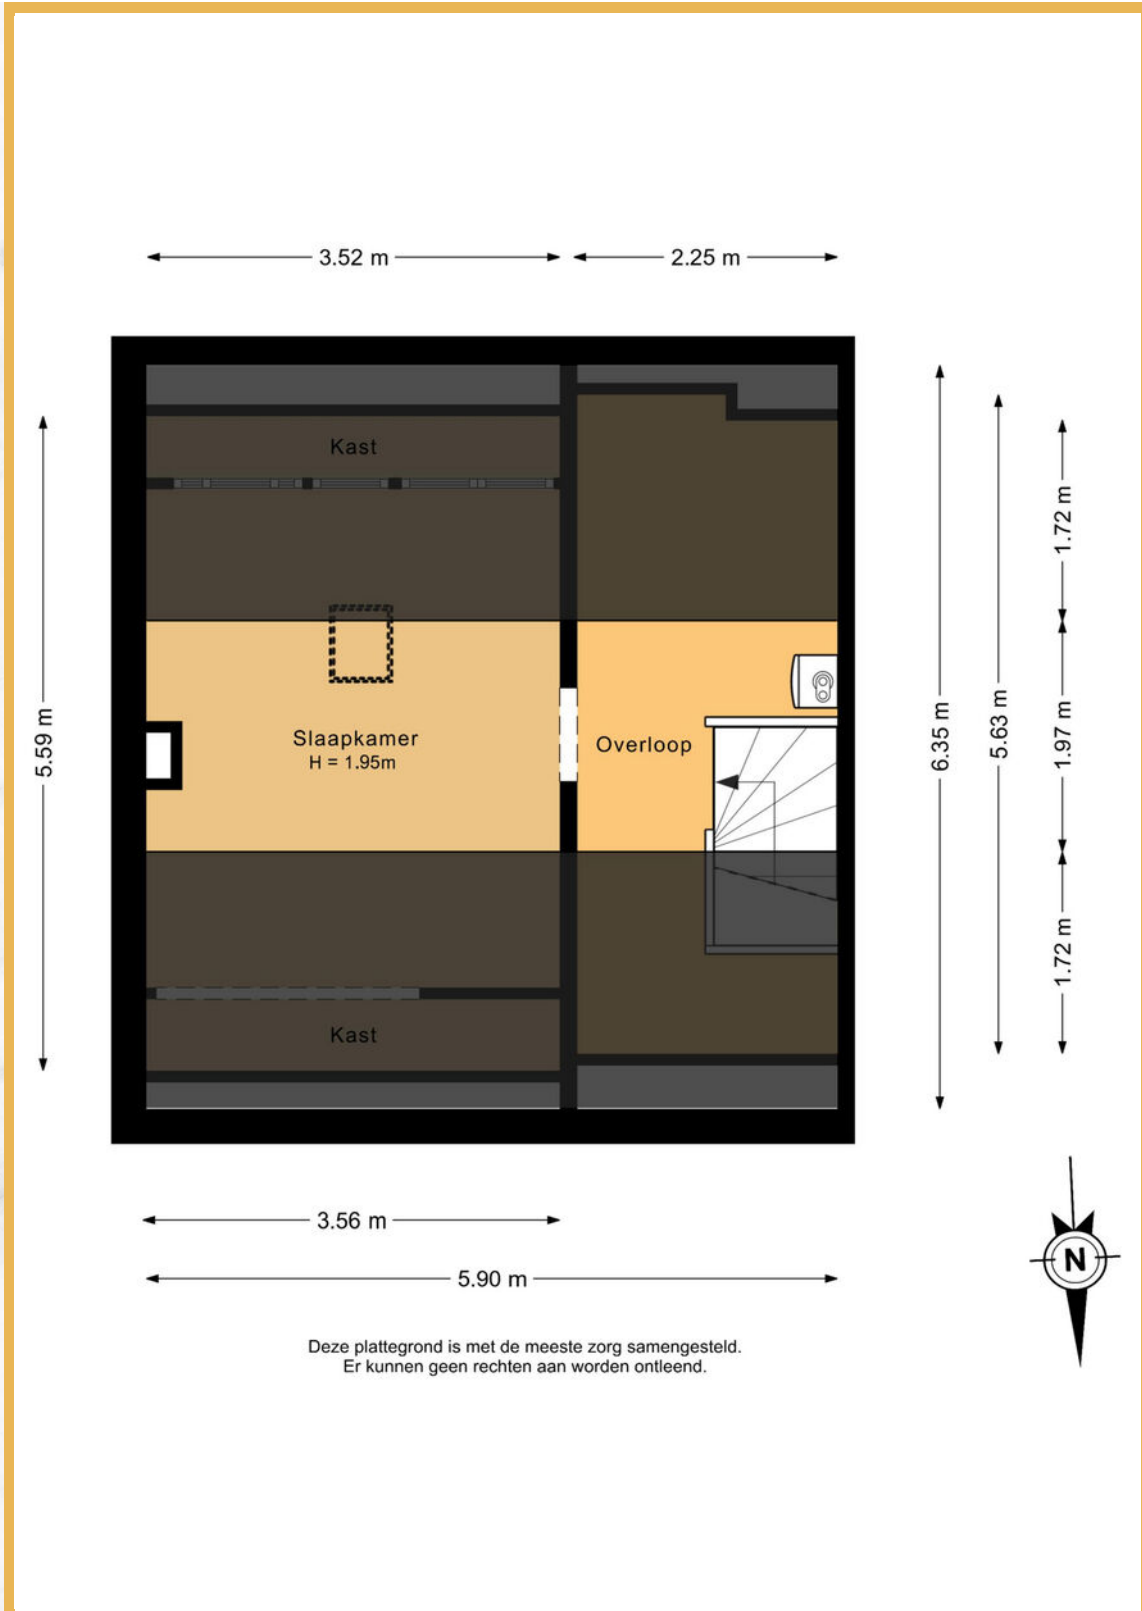 3.52 m
2.25 m
Kast
5.59 m
Slaapkamer
H = 1.95m
Overloop
6.35 m
5.63 m
1.72 m
1.97 m
1.72 m
Kast
3.56 m
5.90 m
N
Deze plattegrond is met de meeste zorg samengesteld.
Er kunnen geen rechten aan worden ontleend.